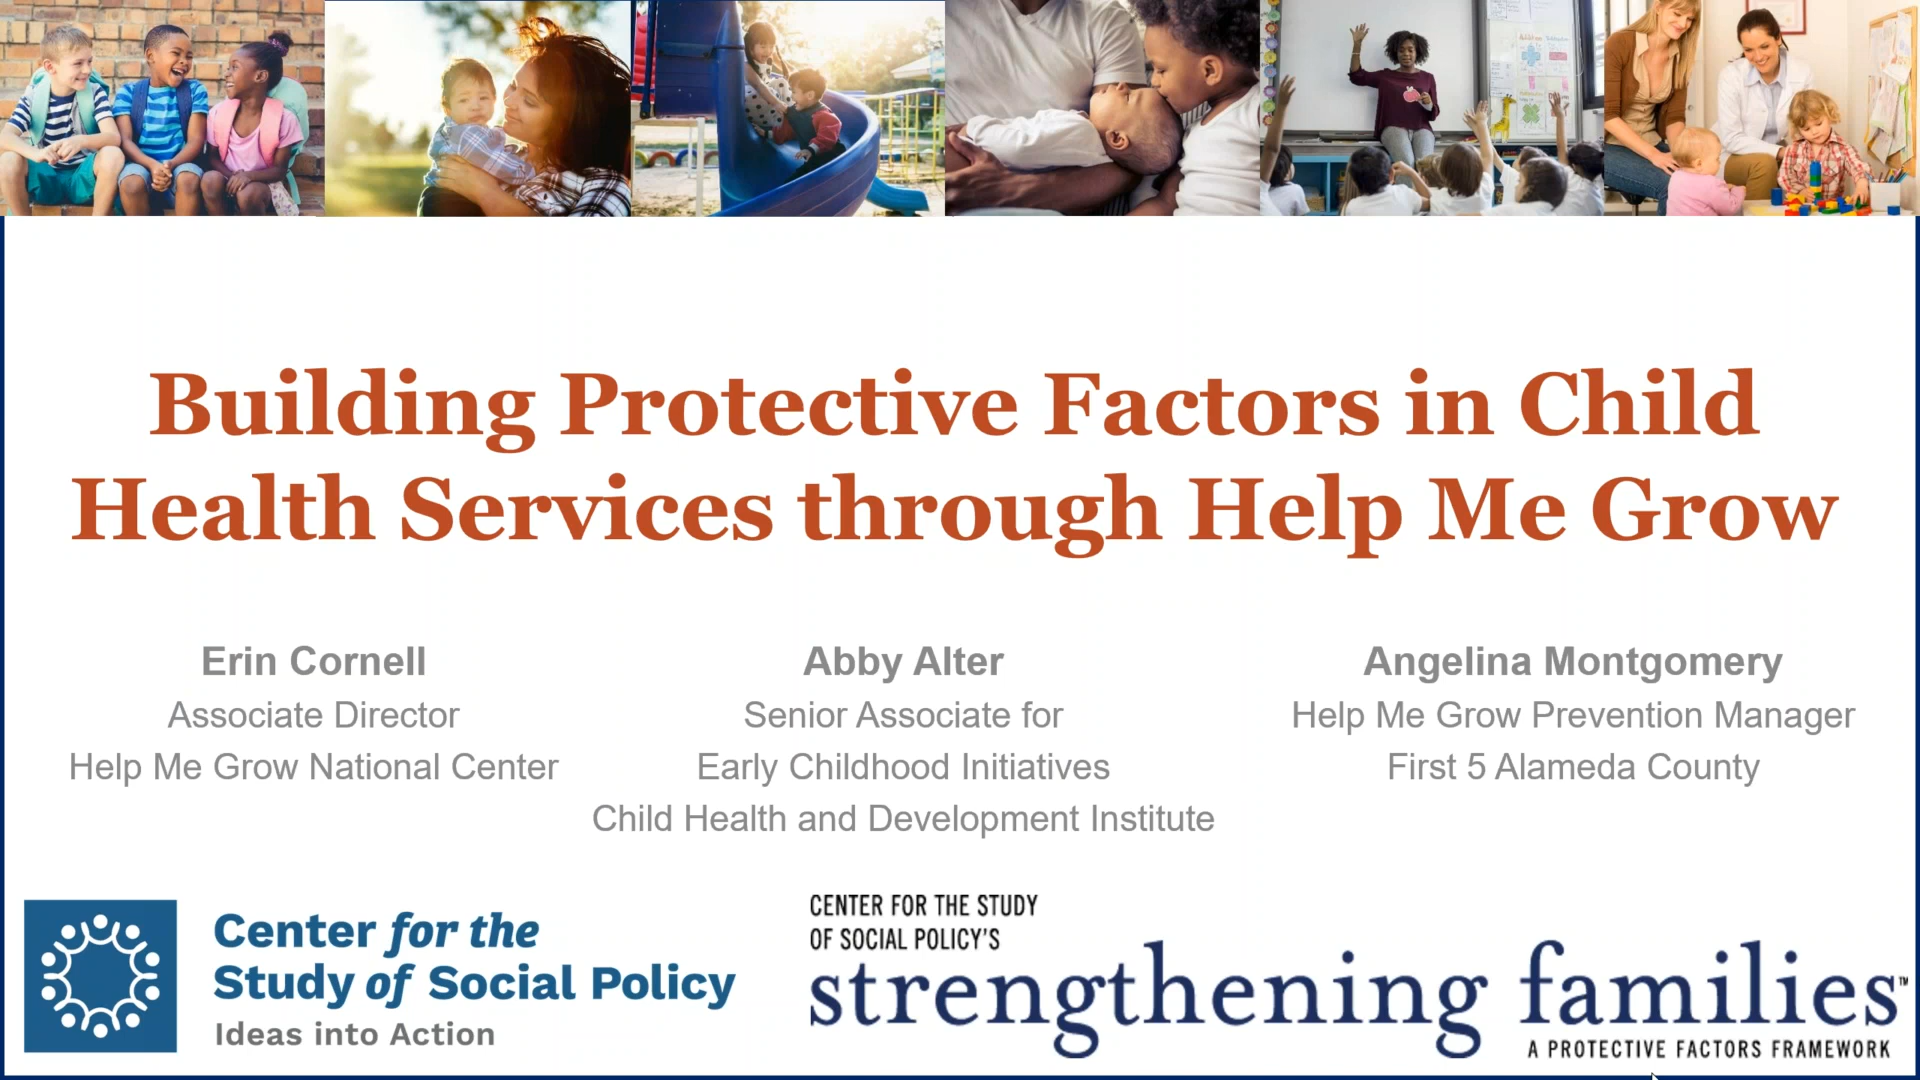 Building Protective Factors in Child
Health Services through Help Me Grow
Erin Cornell
Associate Director
Help Me Grow National Center
Abby Alter
Senior Associate for
Early Childhood Initiatives
Child Health and Development Institute
Angelina Montgomery
Help Me Grow Prevention Manager
First 5 Alameda County
Center for the
Study of Social Policy
Ideas into Action
CENTER FOR THE STUDY
OF SOCIAL POLICY'S
strengthening families™
A PROTECTIVE FACTORS FRAMEWORK